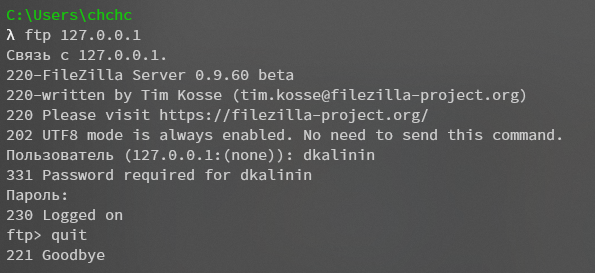 C:\Users\chchc
λ ftp 127.0.0.1
Связь с 127.0.0.1.
220-FileZilla Server 0.9.60 beta
220-written by Tim Kosse (tim.kosse@filezilla-project.org)
220 Please visit https://filezilla-project.org/
202 UTF8 mode is always enabled. No need to send this command.
Пользователь (127.0.0.1:(none)): dkalinin
331 Password required for dkalinin
Пароль:
230 Logged on
ftp> quit
221 Goodbye